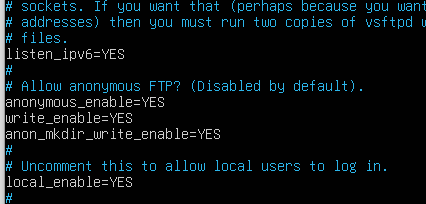 # sockets. If you want that (perhaps because you want
# addresses) then you must run two copies of vsftpd w
# files.
listen_ipv6=YES
#
# Allow anonymous FTP? (Disabled by default).
anonymous_enable=YES
write_enable=YES
anon_mkdir_write_enable=YES
#
# Uncomment this to allow local users to log in.
local_enable=YES
#